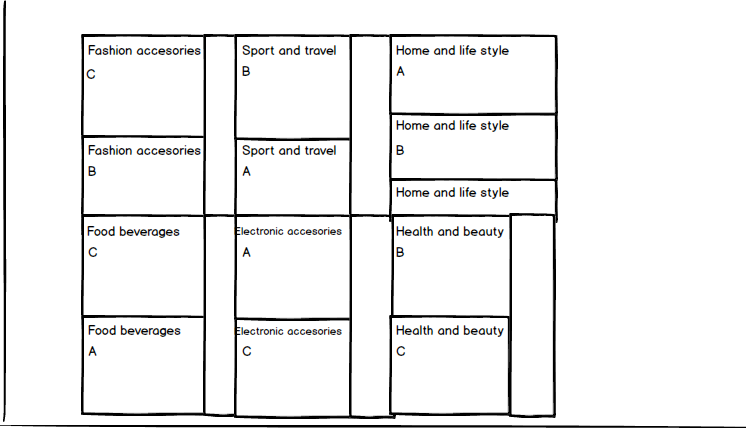 Fashion accesories
C
Sport and travel
B
Home and life style
A
Home and life style
B
Fashion accesories
B
Sport and travel
A
Home and life style
Food beverages
C
Electronic accesories
A
Health and beauty
B
Food beverages
A
Electronic accesories
C
Health and beauty
C